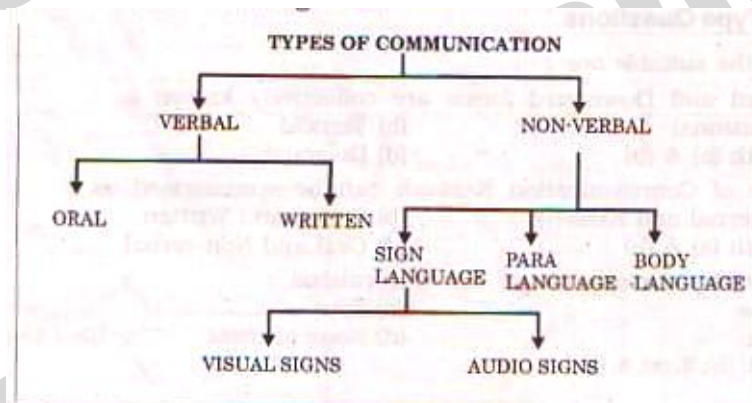 TYPES OF COMMUNICATION
VERBAL NON-VERBAL
ORAL WRITTEN
SIGN LANGUAGE
PARA LANGUAGE
BODY LANGUAGE
VISUAL SIGNS AUDIO SIGNS